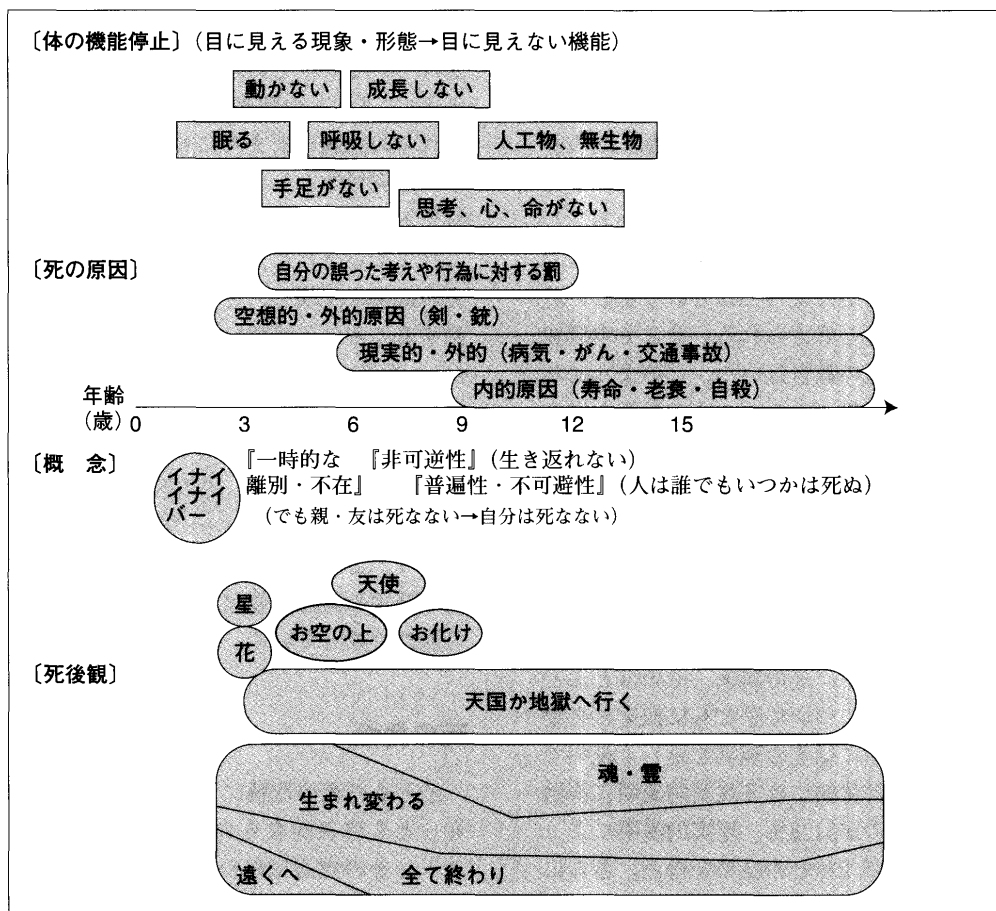 〔体の機能停止〕（目に見える現象・形態→目に見えない機能）
動かない 成長しない
眠る 呼吸しない 人工物、無生物
手足がない
思考、心、命がない
〔死の原因〕 自分の誤った考えや行為に対する罰
空想的・外的原因（剣・銃）
現実的・外的（病気・がん・交通事故）
内的原因（寿命・老衰・自殺）
年齢
（歳） 0 3 6 9 12 15
〔概　念〕
イナイ
イナイ
バー
『一時的な 『非可逆性』（生き返れない）
離別・不在』 『普遍性・不可避性』（人は誰でもいつかは死ぬ）
（でも親・友は死なない→自分は死なない）
天使
星
お空の上 お化け
花
〔死後観〕
天国か地獄へ行く
魂・霊
生まれ変わる
遠くへ 全て終わり